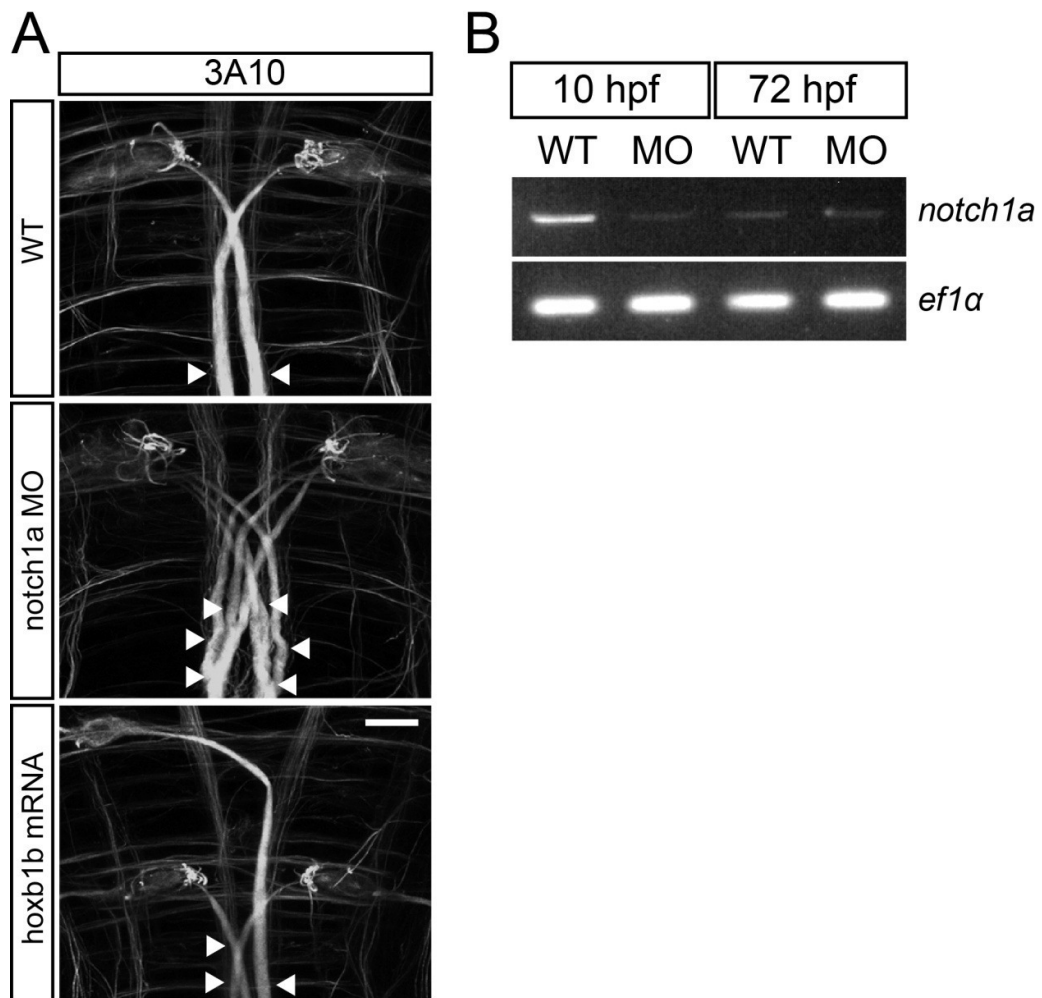 A
3A10
WT
notch1a MO
hoxb1b mRNA
B
10 hpf 72 hpf
WT MO WT MO
notch1a
ef1α